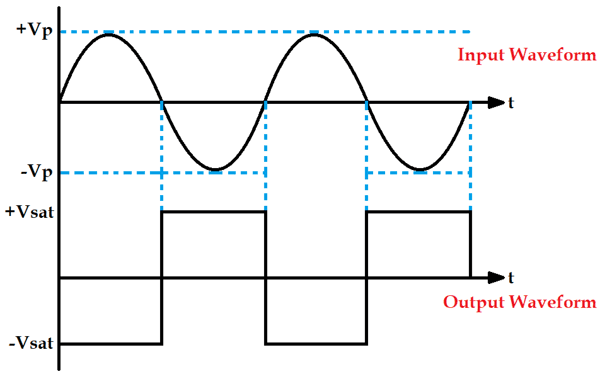 +Vp
Input Waveform
t
-Vp
+Vsat
t
Output Waveform
-Vsat